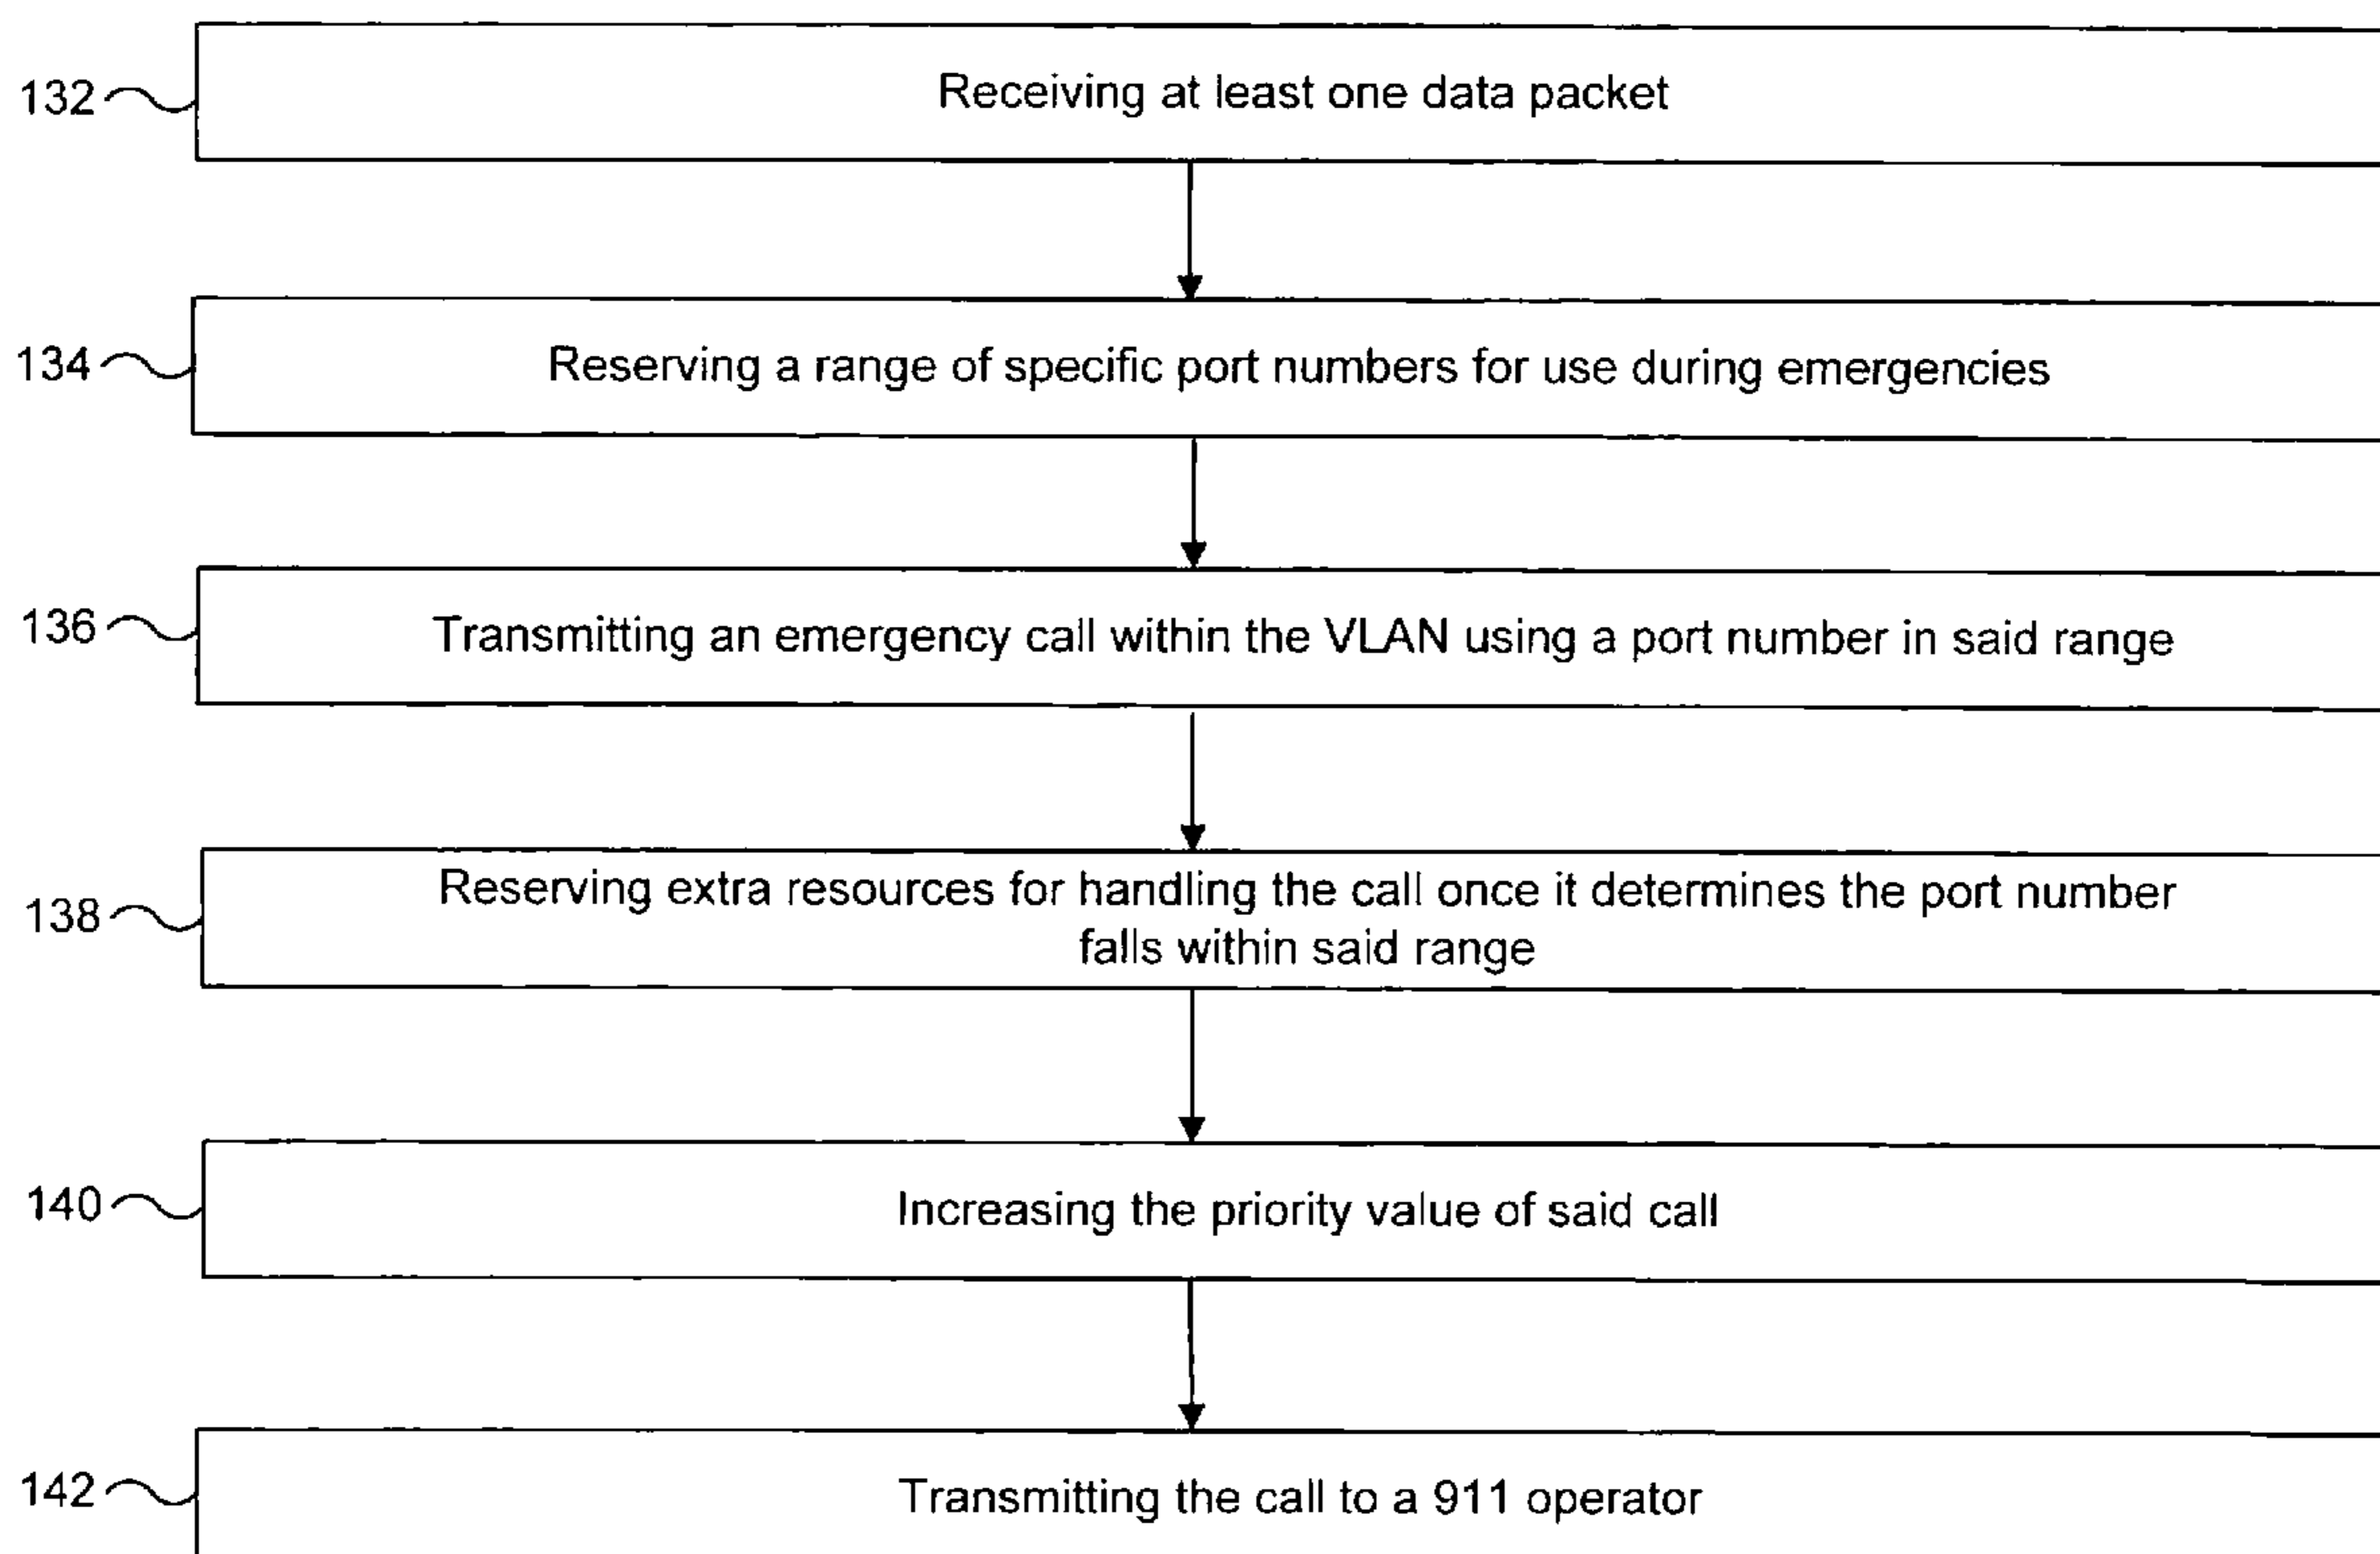 132
Receiving at least one data packet
134
Reserving a range of specific port numbers for use during emergencies
136
Transmitting an emergency call within the VLAN using a port number in said range
138
Reserving extra resources for handling the call once it determines the port number
falls within said range
140
Increasing the priority value of said call
142
Transmitting the call to a 911 operator